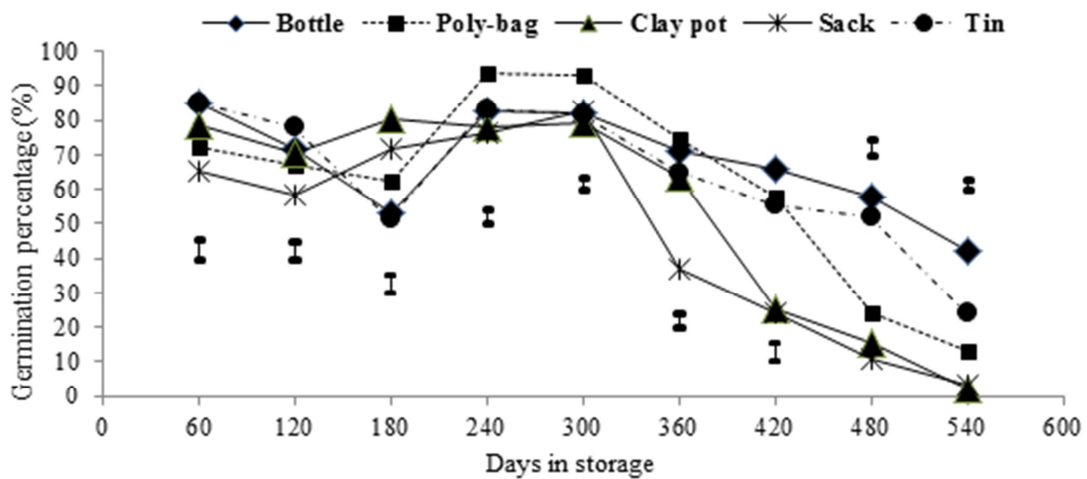 Bottle Poly-bag Clay pot Sack Tin
Germination percentage (%)
100
90
80
70
60
50
40
30
20
10
0
0 60 120 180 240 300 360 420 480 540 600
Days in storage